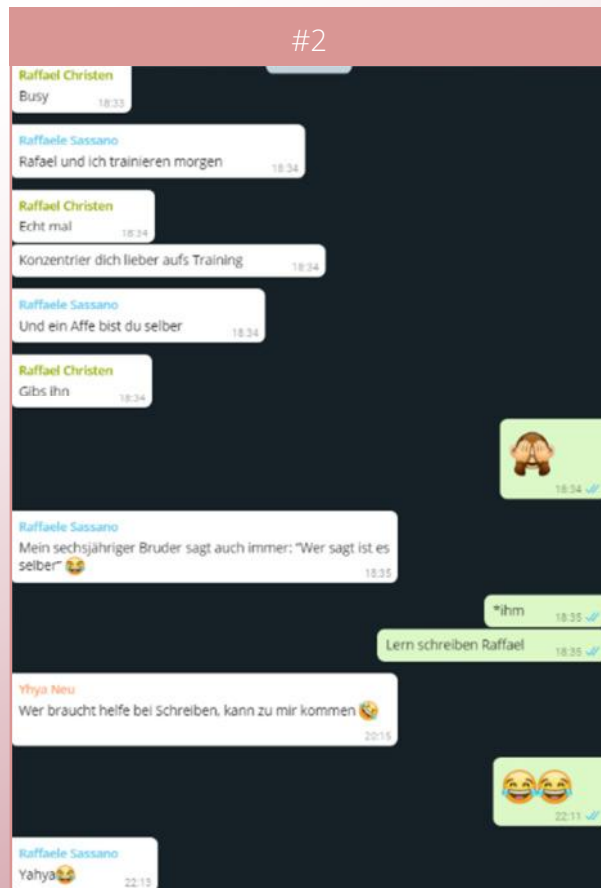 #2
Raffael Christen
Busy
18:33
Raffaele Sassano
Rafael und ich trainieren morgen
18:34
Raffael Christen
Echt mal
18:34
Konzentrier dich lieber aufs Training
18:34
Raffaele Sassano
Und ein Affe bist du selber
18:34
Raffael Christen
Gibs ihn
18:34
18:34
Raffaele Sassano
Mein sechsjähriger Bruder sagt auch immer: "Wer sagt ist es
selber"
18:35
*ihm
18:35
Lern schreiben Raffael
18:35
Yhya Neu
Wer braucht helfe bei Schreiben, kann zu mir kommen
20:15
22:11
Raffaele Sassano
Yahya
22:13